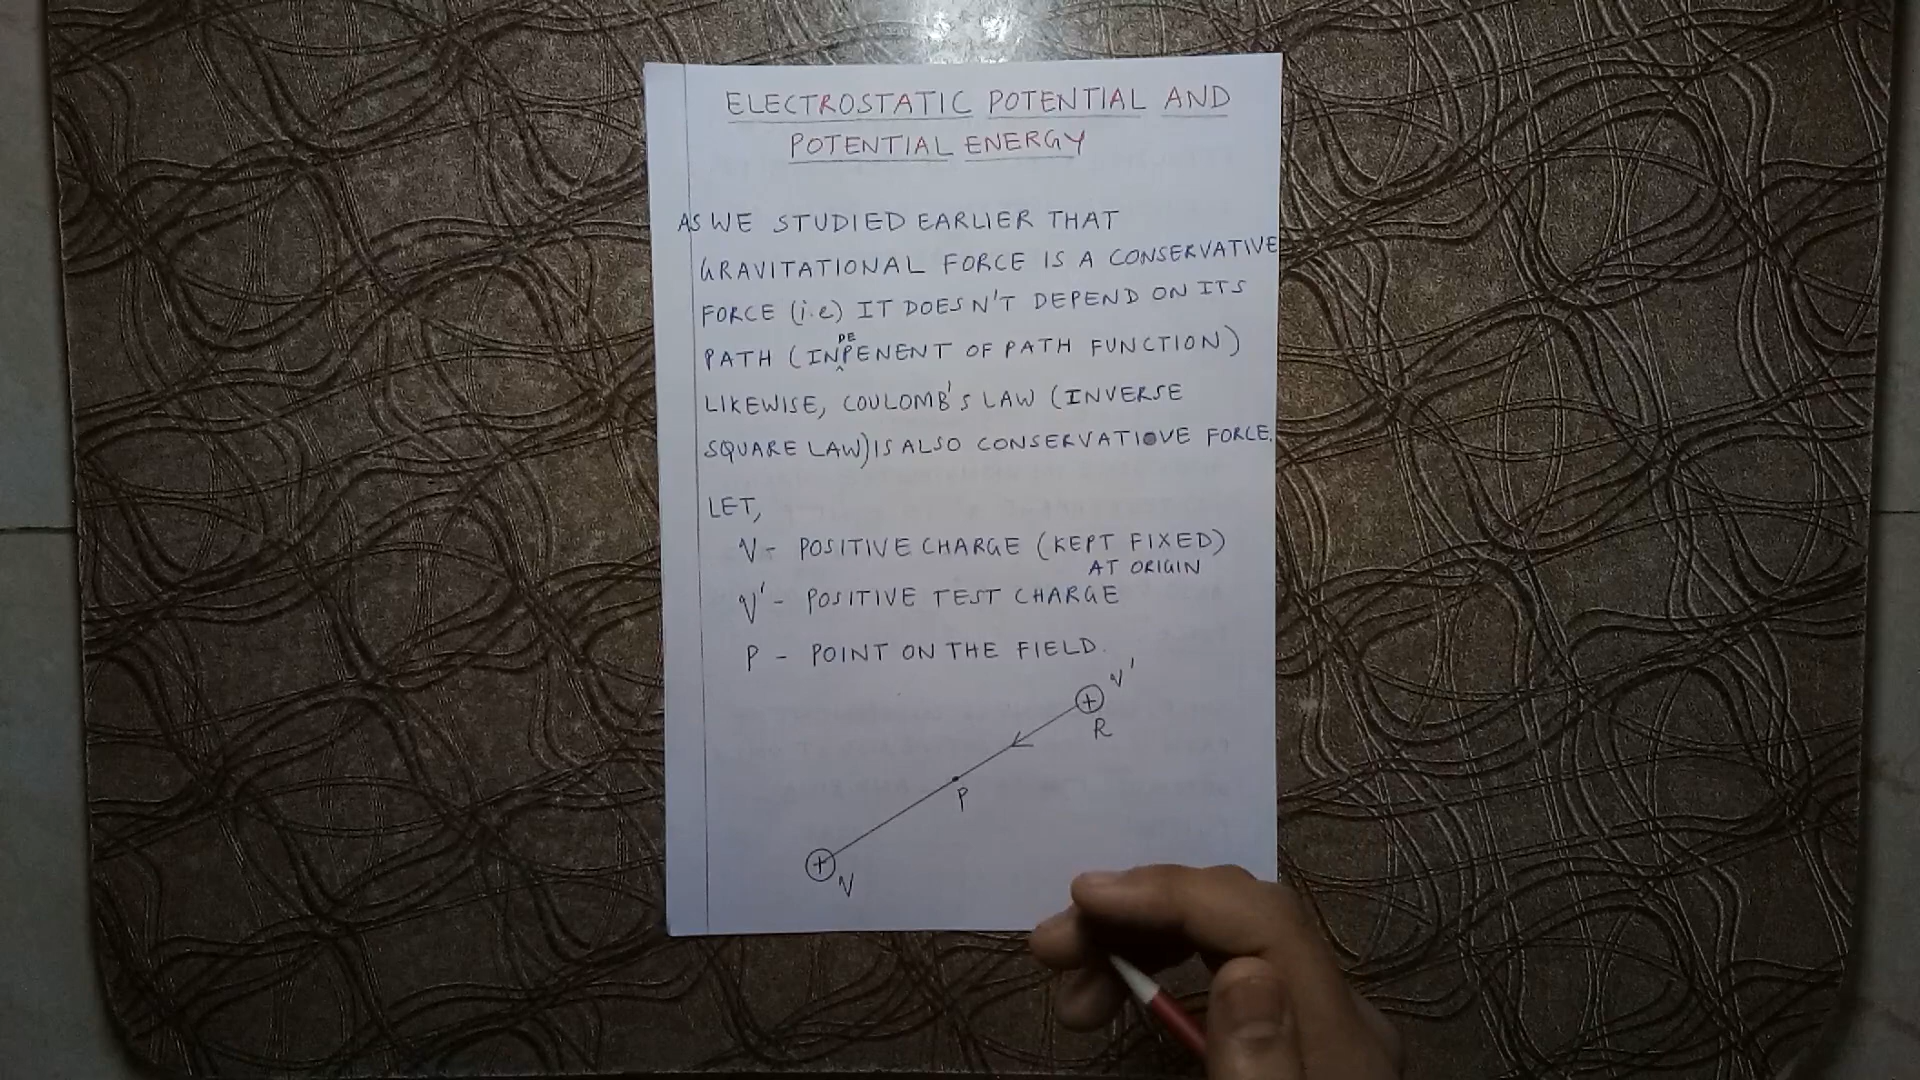 ELECTROSTATIC POTENTIAL AND
POTENTIAL ENERGY
AS WE STUDIED EARLIER THAT
GRAVITATIONAL FORCE IS A CONSERVATIVE
FORCE (i.e) IT DOESN'T DEPEND ON ITS
DE
PATH (INPENENT OF PATH FUNCTION)
LIKEWISE, COULOMB'S LAW (INVERSE
SQUARE LAW) IS ALSO CONSERVATIVE FORCE.
LET,
q - POSITIVE CHARGE (KEPT FIXED)
AT ORIGIN
q' - POSITIVE TEST CHARGE
P - POINT ON THE FIELD.
q'
+
R
P
+
q